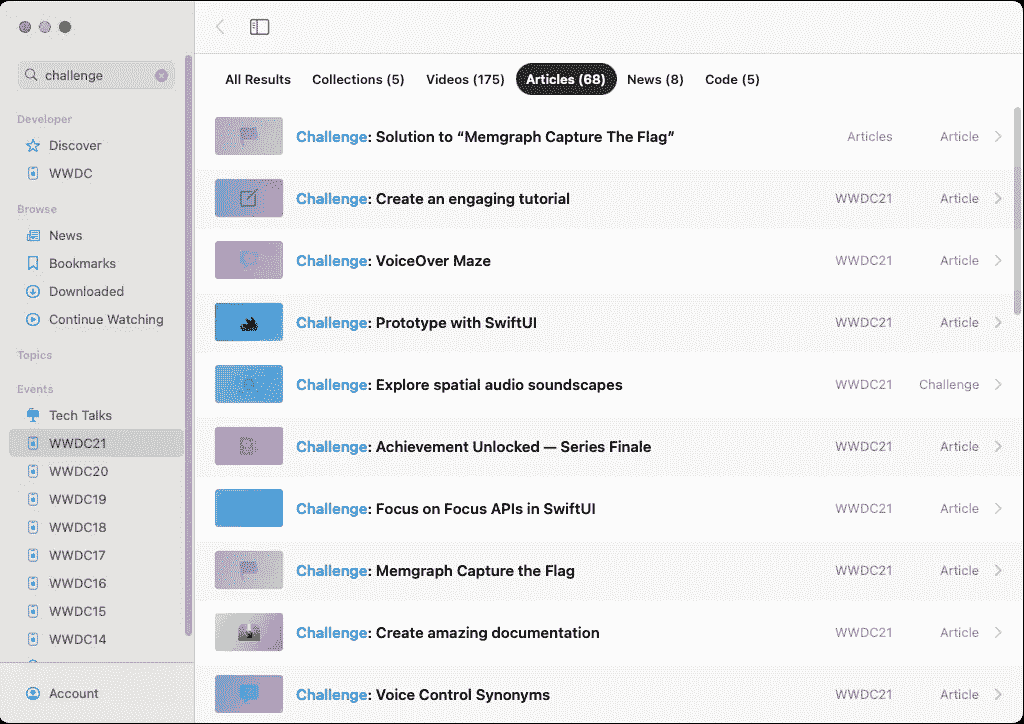 challenge
Developer
Discover
WWDC
Browse
News
Bookmarks
Downloaded
Continue Watching
Topics
Events
Tech Talks
WWDC21
WWDC20
WWDC19
WWDC18
WWDC17
WWDC16
WWDC15
WWDC14
Account
All Results Collections (5) Videos (175) Articles (68) News (8) Code (5)
Challenge: Solution to “Memgraph Capture The Flag” Articles Article
Challenge: Create an engaging tutorial WWDC21 Article
Challenge: VoiceOver Maze WWDC21 Article
Challenge: Prototype with SwiftUI WWDC21 Article
Challenge: Explore spatial audio soundscapes WWDC21 Challenge
Challenge: Achievement Unlocked — Series Finale WWDC21 Article
Challenge: Focus on Focus APIs in SwiftUI WWDC21 Article
Challenge: Memgraph Capture the Flag WWDC21 Article
Challenge: Create amazing documentation WWDC21 Article
Challenge: Voice Control Synonyms WWDC21 Article